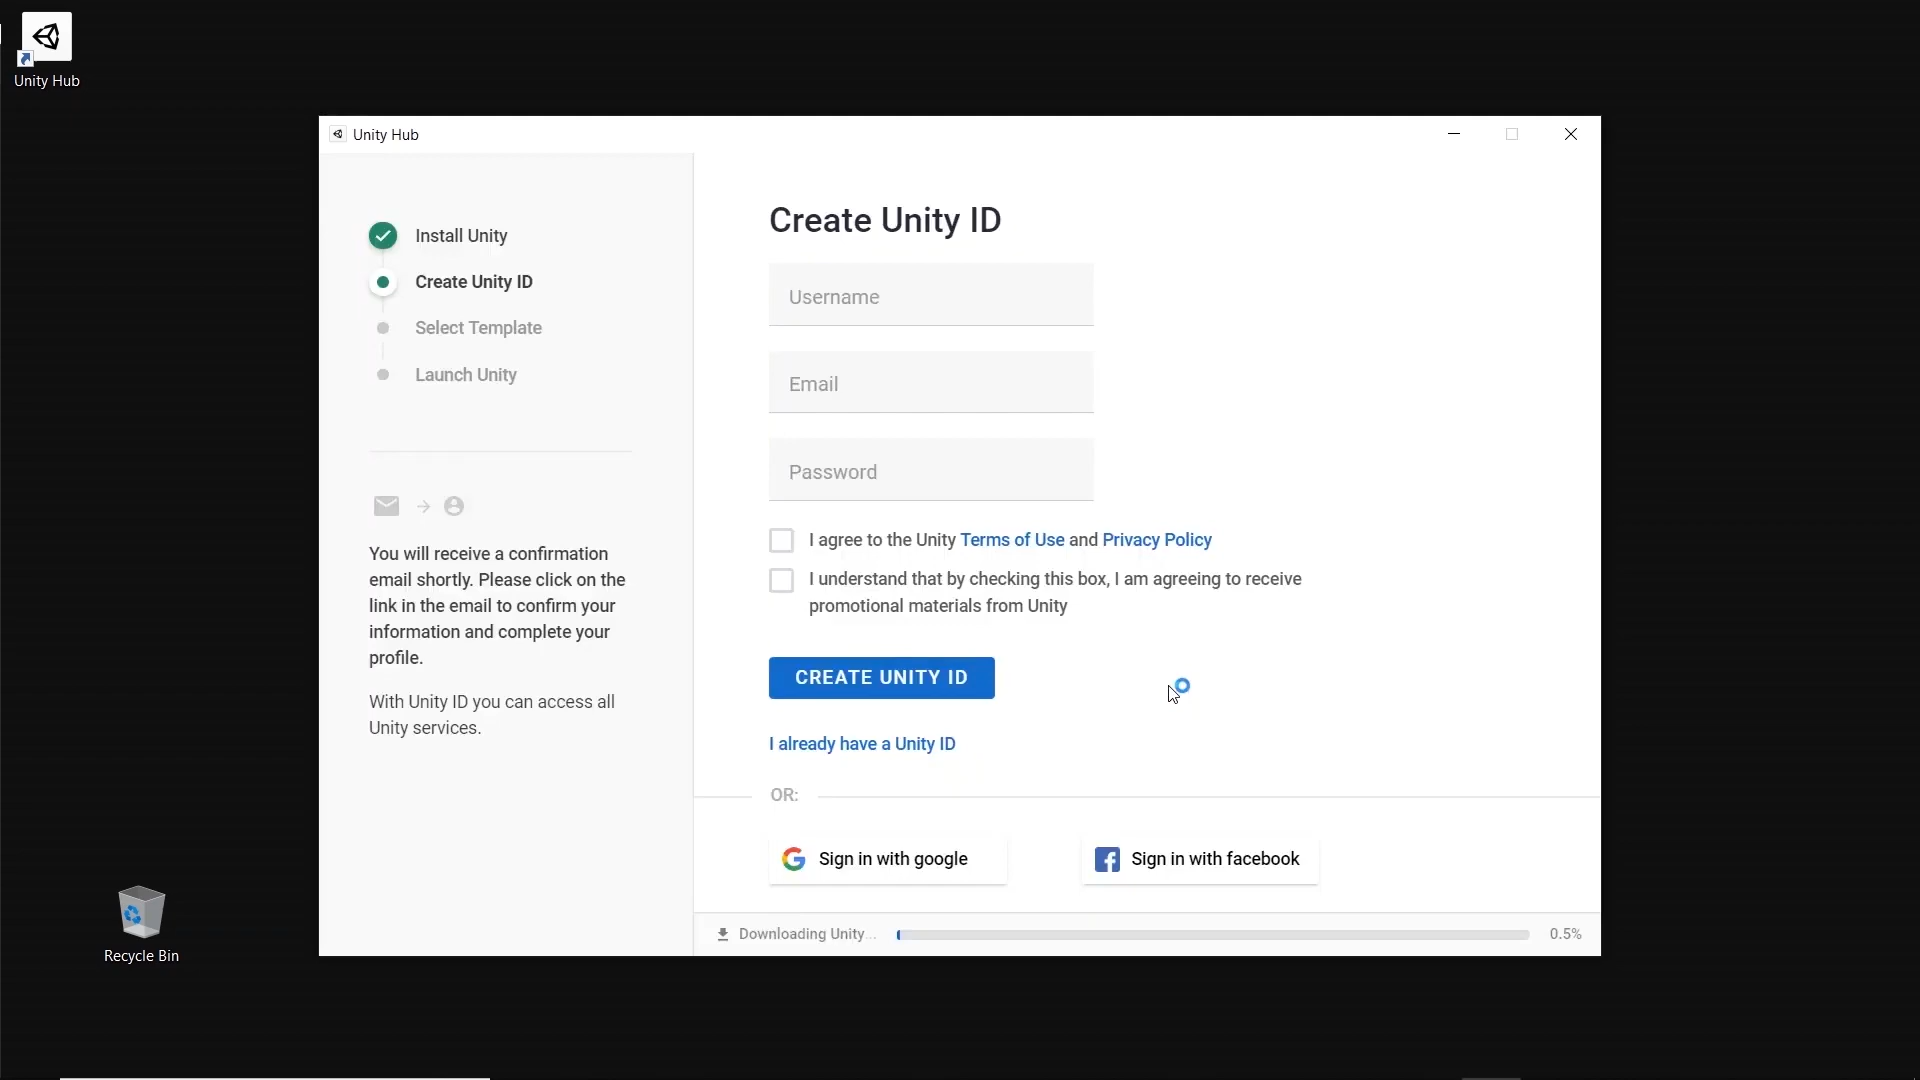 Unity Hub
Unity Hub
Install Unity
Create Unity ID
Select Template
Launch Unity
You will receive a confirmation
email shortly. Please click on the
link in the email to confirm your
information and complete your
profile.
With Unity ID you can access all
Unity services.
Create Unity ID
Username
Email
Password
I agree to the Unity Terms of Use and Privacy Policy
I understand that by checking this box, I am agreeing to receive
promotional materials from Unity
CREATE UNITY ID
I already have a Unity ID
OR:
Sign in with google
Sign in with facebook
Downloading Unity...
0.5%
Recycle Bin